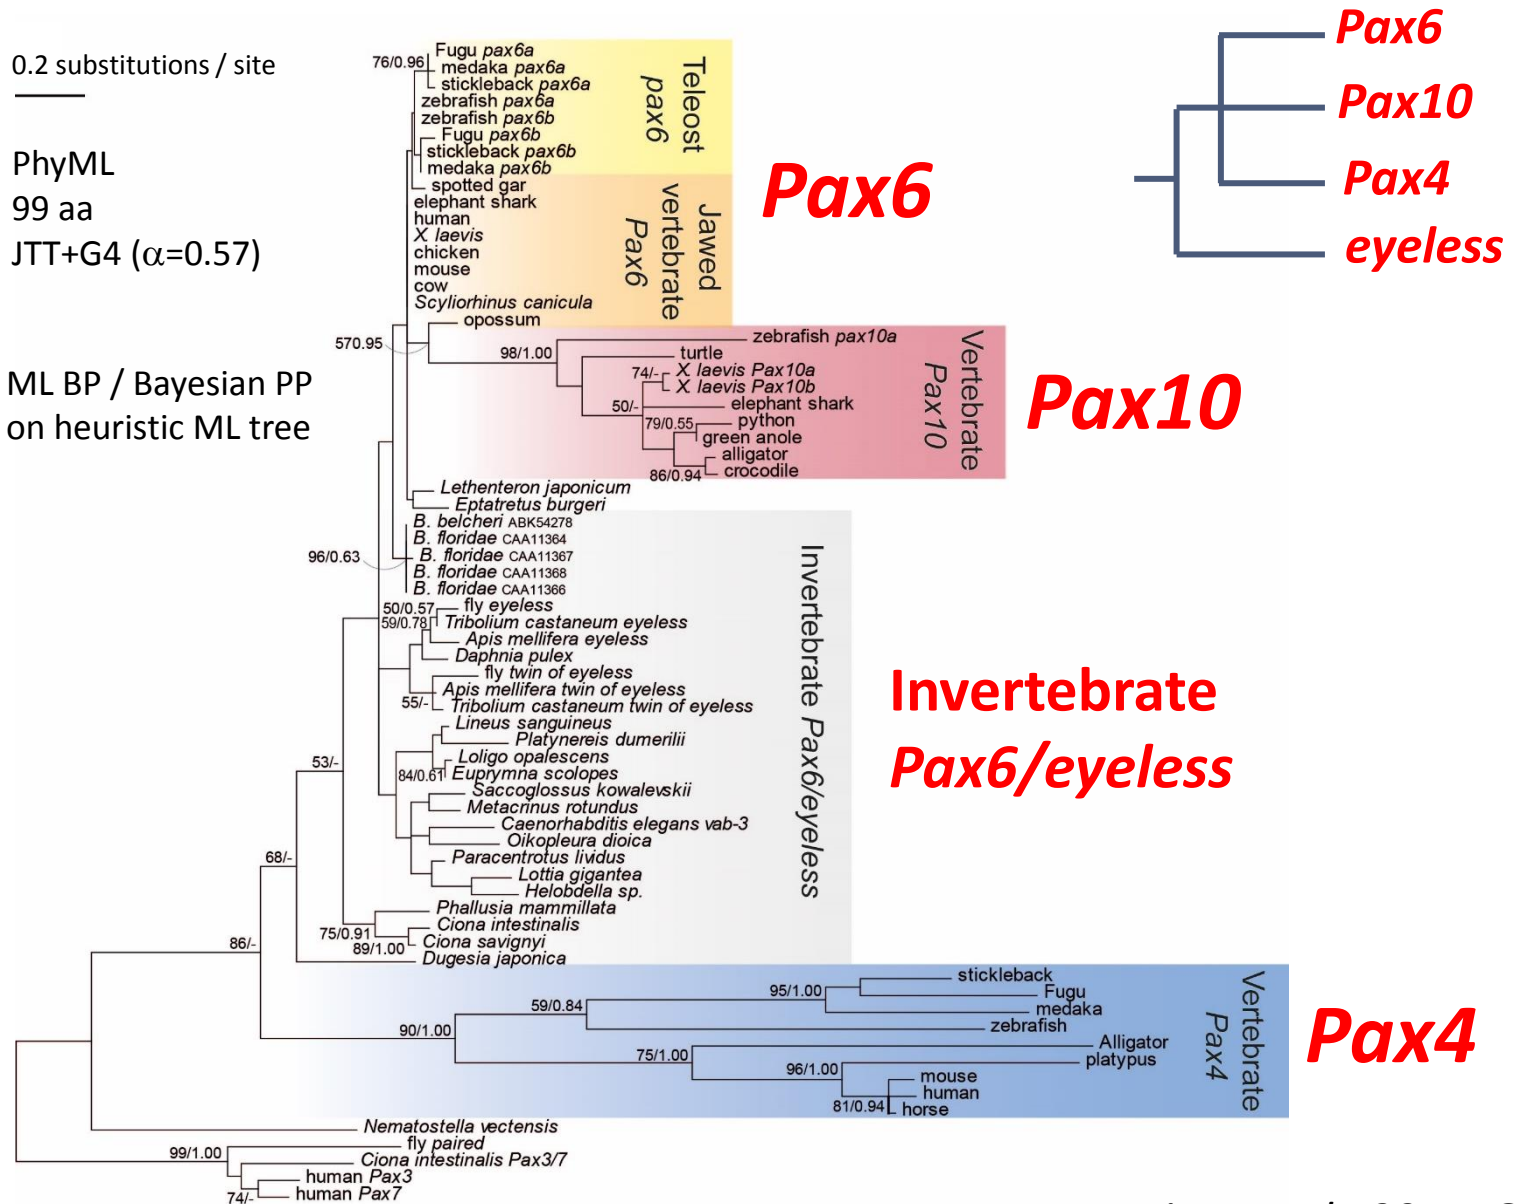 0.2 substitutions / site
PhyML
99 aa
JTT+G4 (α=0.57)
ML BP / Bayesian PP
on heuristic ML tree
76/0.96
Fugu pax6a
medaka pax6a
stickleback pax6a
zebrafish pax6a
zebrafish pax6b
Fugu pax6b
stickleback pax6b
medaka pax6b
spotted gar
elephant shark
human
X laevis
chicken
mouse
cow
Scyliorhinus canicula
opossum
570.95
98/1.00
zebrafish pax10a
turtle
74/-
X laevis Pax10a
X laevis Pax10b
50/-
elephant shark
79/0.55
python
green anole
alligator
86/0.94
crocodile
Lethenteron japonicum
Eptatretus burgeri
B. belcheri ABK54278
B. floridae CAA11364
96/0.63
B. floridae CAA11367
B. floridae CAA11368
B. floridae CAA11366
50/0.57
fly eyeless
59/0.78
Tribolium castaneum eyeless
Apis mellifera eyeless
Daphnia pulex
fly twin of eyeless
Apis mellifera twin of eyeless
55/-
Tribolium castaneum twin of eyeless
Lineus sanguineus
Platynereis dumerilii
Loligo opalescens
84/0.61
Euprymna scolopes
53/-
Saccoglossus kowalevskii
Metacrinus rotundus
Caenorhabditis elegans vab-3
Oikopleura dioica
68/-
Paracentrotus lividus
Lottia gigantea
Helobdella sp.
Phallusia mammillata
75/0.91
Ciona intestinalis
86/-
89/1.00
Ciona savignyi
Dugesia japonica
stickleback
95/1.00
Fugu
59/0.84
medaka
90/1.00
zebrafish
Alligator
75/1.00
platypus
96/1.00
mouse
human
81/0.94
horse
Nematostella vectensis
fly paired
99/1.00
Ciona intestinalis Pax3/7
human Pax3
74/-
human Pax7
Teleost
pax6
Jawed
vertebrate
Pax6
Vertebrate
Pax10
Invertebrate Pax6/eyeless
Vertebrate
Pax4
Pax6
Pax10
Invertebrate
Pax6/eyeless
Pax4
Pax6
Pax10
Pax4
eyeless